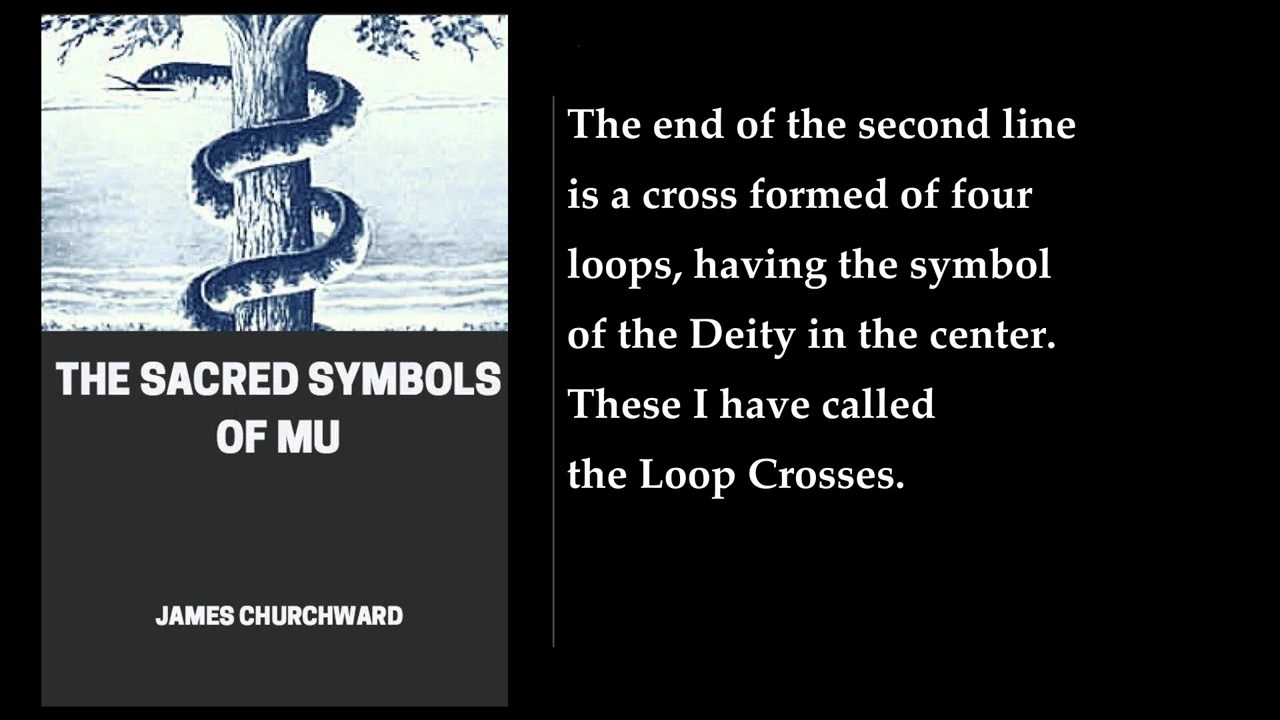 THE SACRED SYMBOLS
OF MU
JAMES CHURCHWARD
The end of the second line
is a cross formed of four
loops, having the symbol
of the Deity in the center.
These I have called
the Loop Crosses.